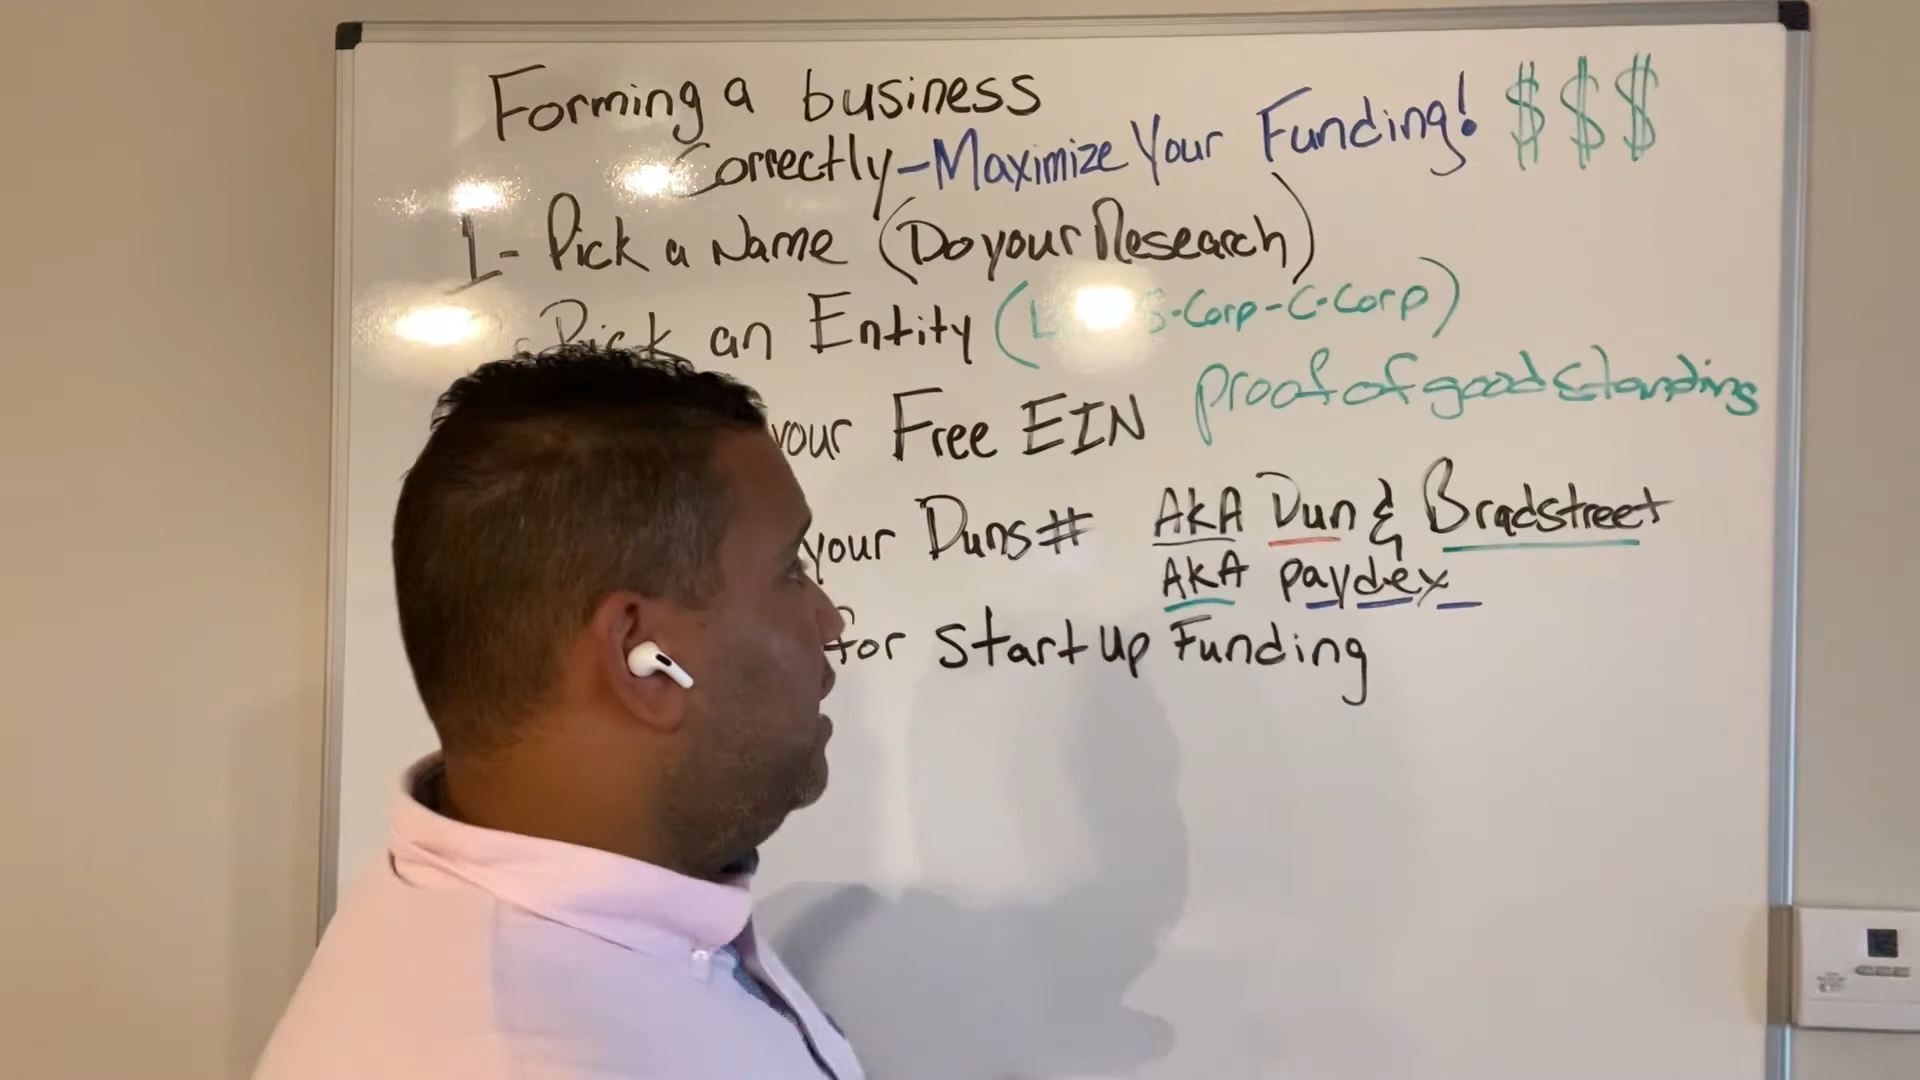 Forming a business
Correctly-Maximize Your Funding! $$$
1- Pick a Name (Do your Research)
Pick an Entity ( S-Corp-C-Corp)
your Free EIN proof of good standing
your Duns# AKA Dun & Bradstreet
AKA paydex
for Start Up Funding